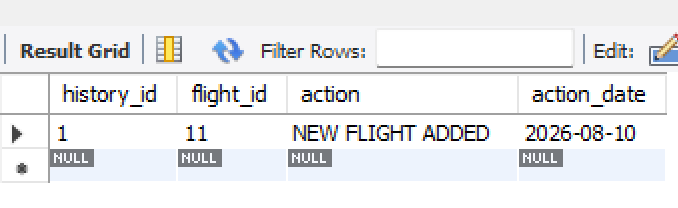 Result Grid Filter Rows: Edit:
history_id flight_id action action_date
1 11 NEW FLIGHT ADDED 2026-08-10
NULL NULL NULL NULL